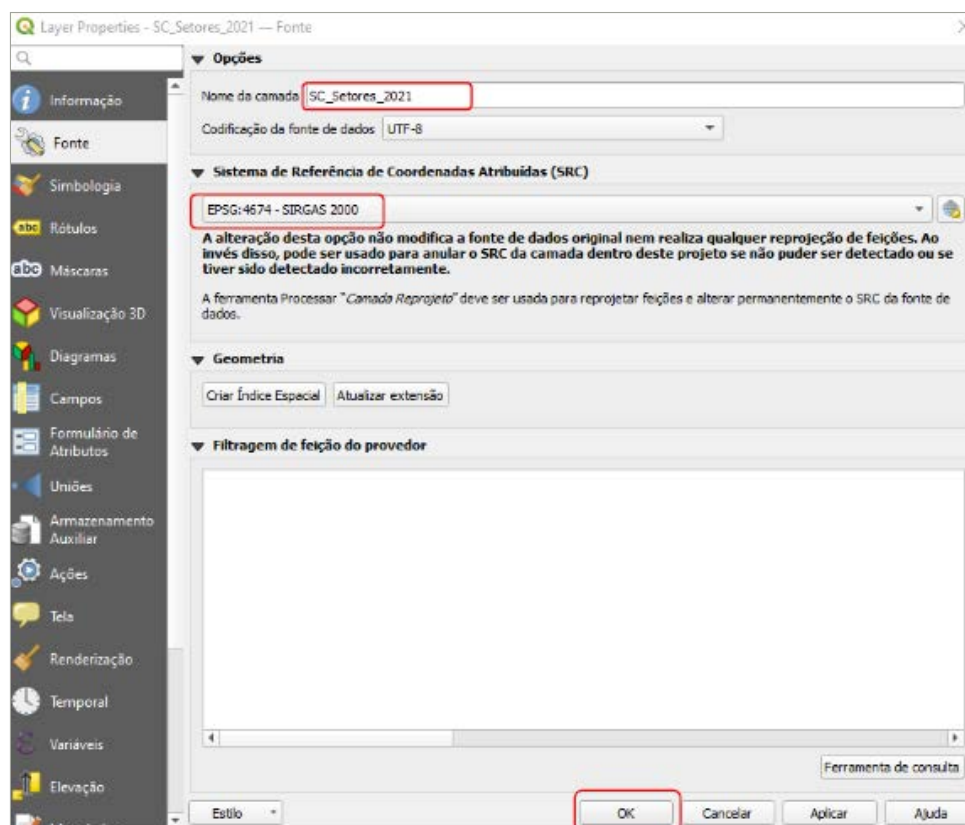 Layer Properties - SC_Setores_2021 — Fonte
Informação
Fonte
Simbologia
Rótulos
Máscaras
Visualização 3D
Diagramas
Campos
Formulário de
Atributos
Uniões
Armazenamento
Auxiliar
Ações
Tela
Renderização
Temporal
Variáveis
Elevação
Opções
Nome da camada SC_Setores_2021
Codificação da fonte de dados UTF-8
Sistema de Referência de Coordenadas Atribuídas (SRC)
EPSG:4674 - SIRGAS 2000
A alteração desta opção não modifica a fonte de dados original nem realiza qualquer reprojeção de feições. Ao
invés disso, pode ser usado para anular o SRC da camada dentro deste projeto se não puder ser detectado ou se
tiver sido detectado incorretamente.
A ferramenta Processar "Camada Reprojeto" deve ser usada para reprojetar feições e alterar permanentemente o SRC da fonte de
dados.
Geometria
Criar Índice Espacial Atualizar extensão
Filtragem de feição do provedor
Ferramenta de consulta
Estilo OK Cancelar Aplicar Ajuda